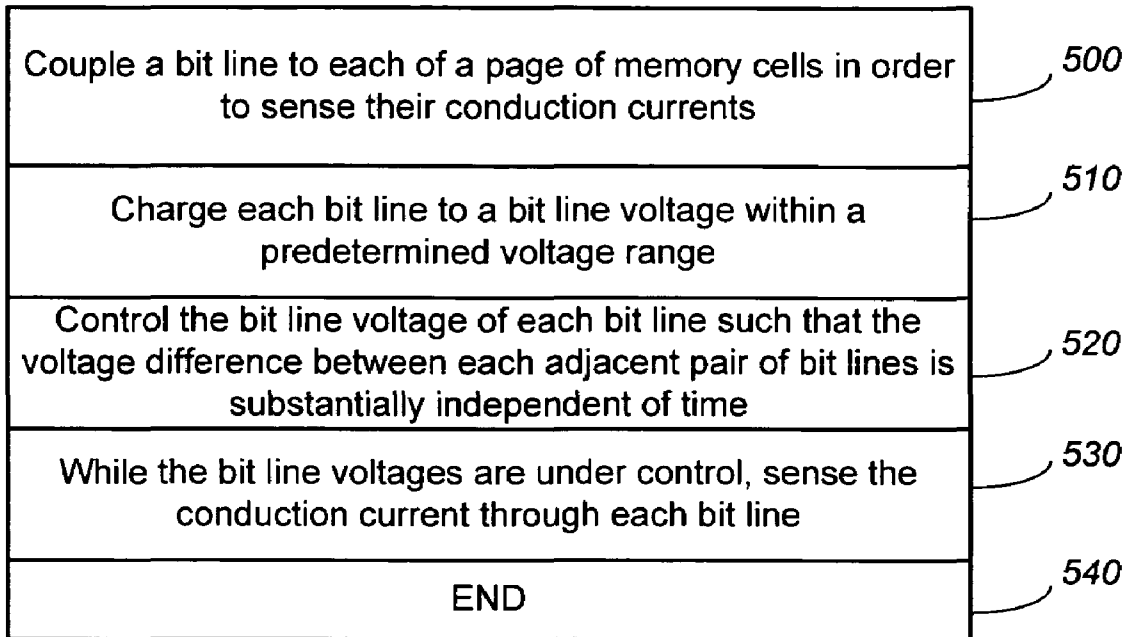 Couple a bit line to each of a page of memory cells in order
to sense their conduction currents
500
Charge each bit line to a bit line voltage within a
predetermined voltage range
510
Control the bit line voltage of each bit line such that the
voltage difference between each adjacent pair of bit lines is
substantially independent of time
520
While the bit line voltages are under control, sense the
conduction current through each bit line
530
END
540